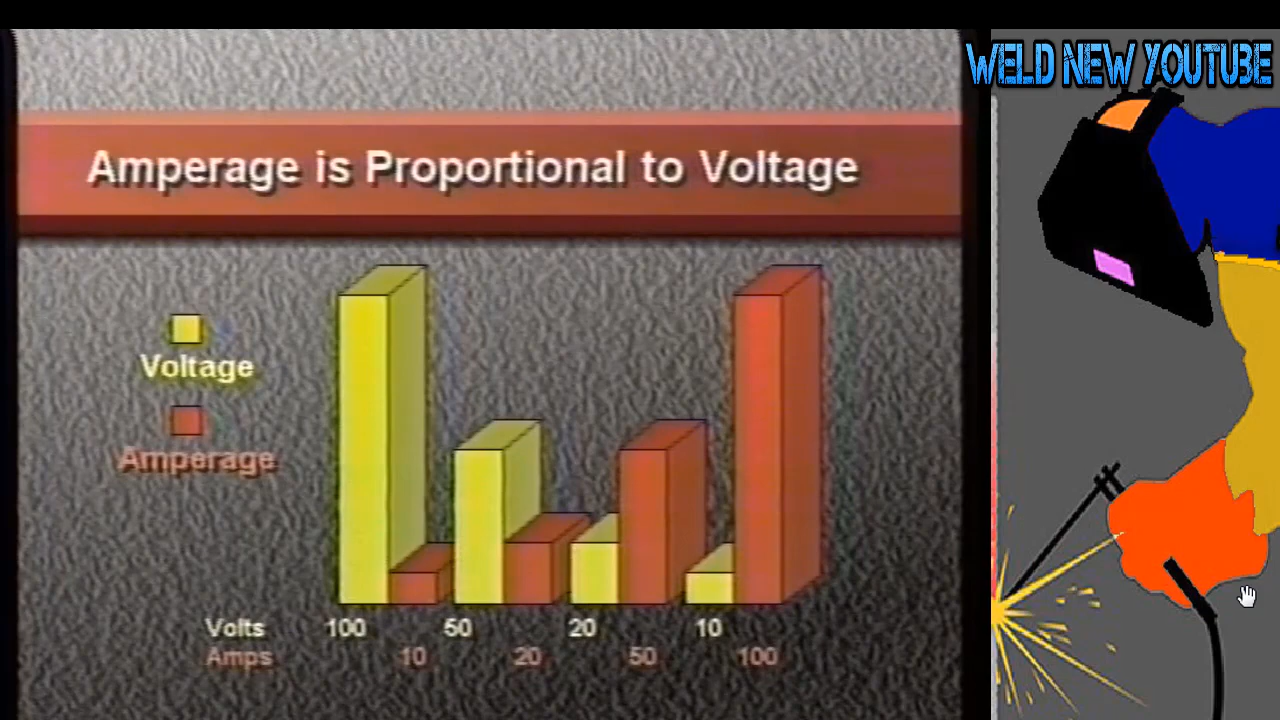 WELD NEW YOUTUBE
Amperage is Proportional to Voltage
Voltage
Amperage
Volts 100 50 20 10
Amps 10 20 50 100